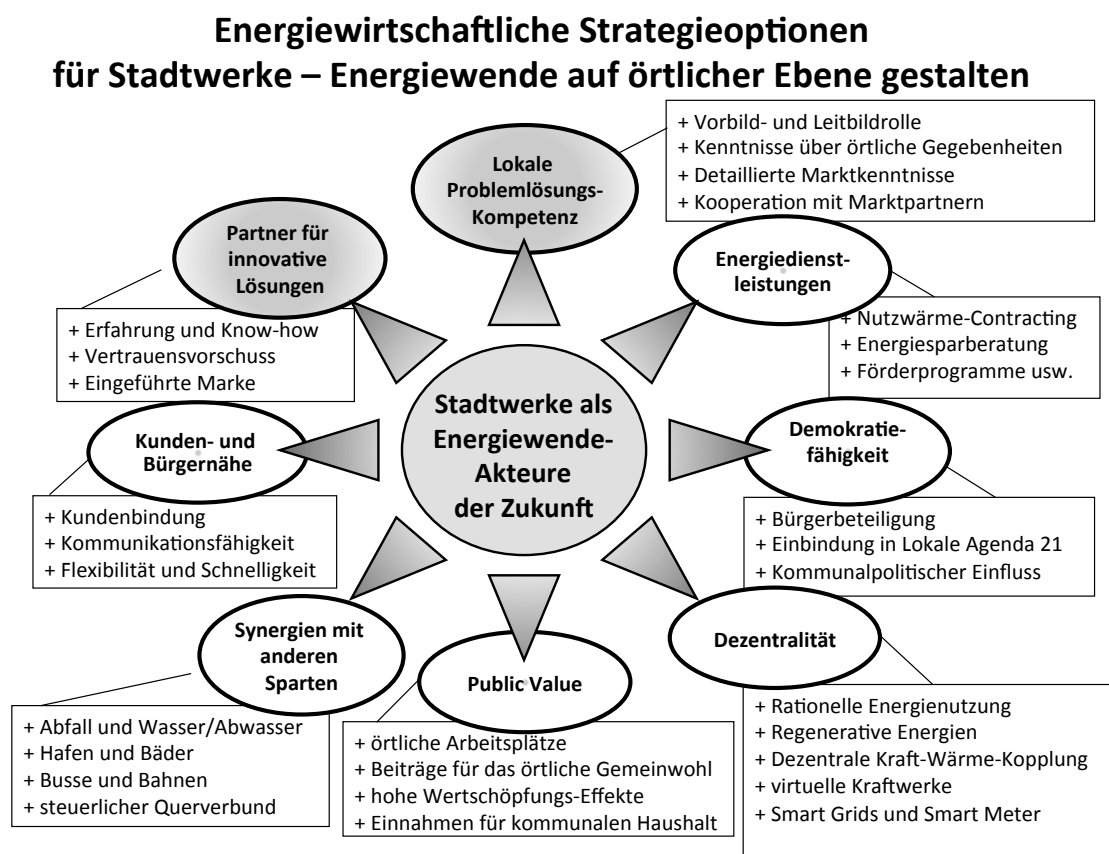 Energiewirtschaftliche Strategieoptionen
für Stadtwerke – Energiewende auf örtlicher Ebene gestalten
Lokale
Problemlösungs-
Kompetenz
+ Vorbild- und Leitbildrolle
+ Kenntnisse über örtliche Gegebenheiten
+ Detaillierte Marktkenntnisse
+ Kooperation mit Marktpartnern
Partner für
innovative
Lösungen
+ Erfahrung und Know-how
+ Vertrauensvorschuss
+ Eingeführte Marke
Energiedienst-
leistungen
+ Nutzwärme-Contracting
+ Energiesparberatung
+ Förderprogramme usw.
Stadtwerke als
Energiewende-
Akteure
der Zukunft
Kunden- und
Bürgernähe
+ Kundenbindung
+ Kommunikationsfähigkeit
+ Flexibilität und Schnelligkeit
Demokratie-
fähigkeit
+ Bürgerbeteiligung
+ Einbindung in Lokale Agenda 21
+ Kommunalpolitischer Einfluss
Synergien mit
anderen
Sparten
+ Abfall und Wasser/Abwasser
+ Hafen und Bäder
+ Busse und Bahnen
+ steuerlicher Querverbund
Public Value
+ örtliche Arbeitsplätze
+ Beiträge für das örtliche Gemeinwohl
+ hohe Wertschöpfungs-Effekte
+ Einnahmen für kommunalen Haushalt
Dezentralität
+ Rationelle Energienutzung
+ Regenerative Energien
+ Dezentrale Kraft-Wärme-Kopplung
+ virtuelle Kraftwerke
+ Smart Grids und Smart Meter